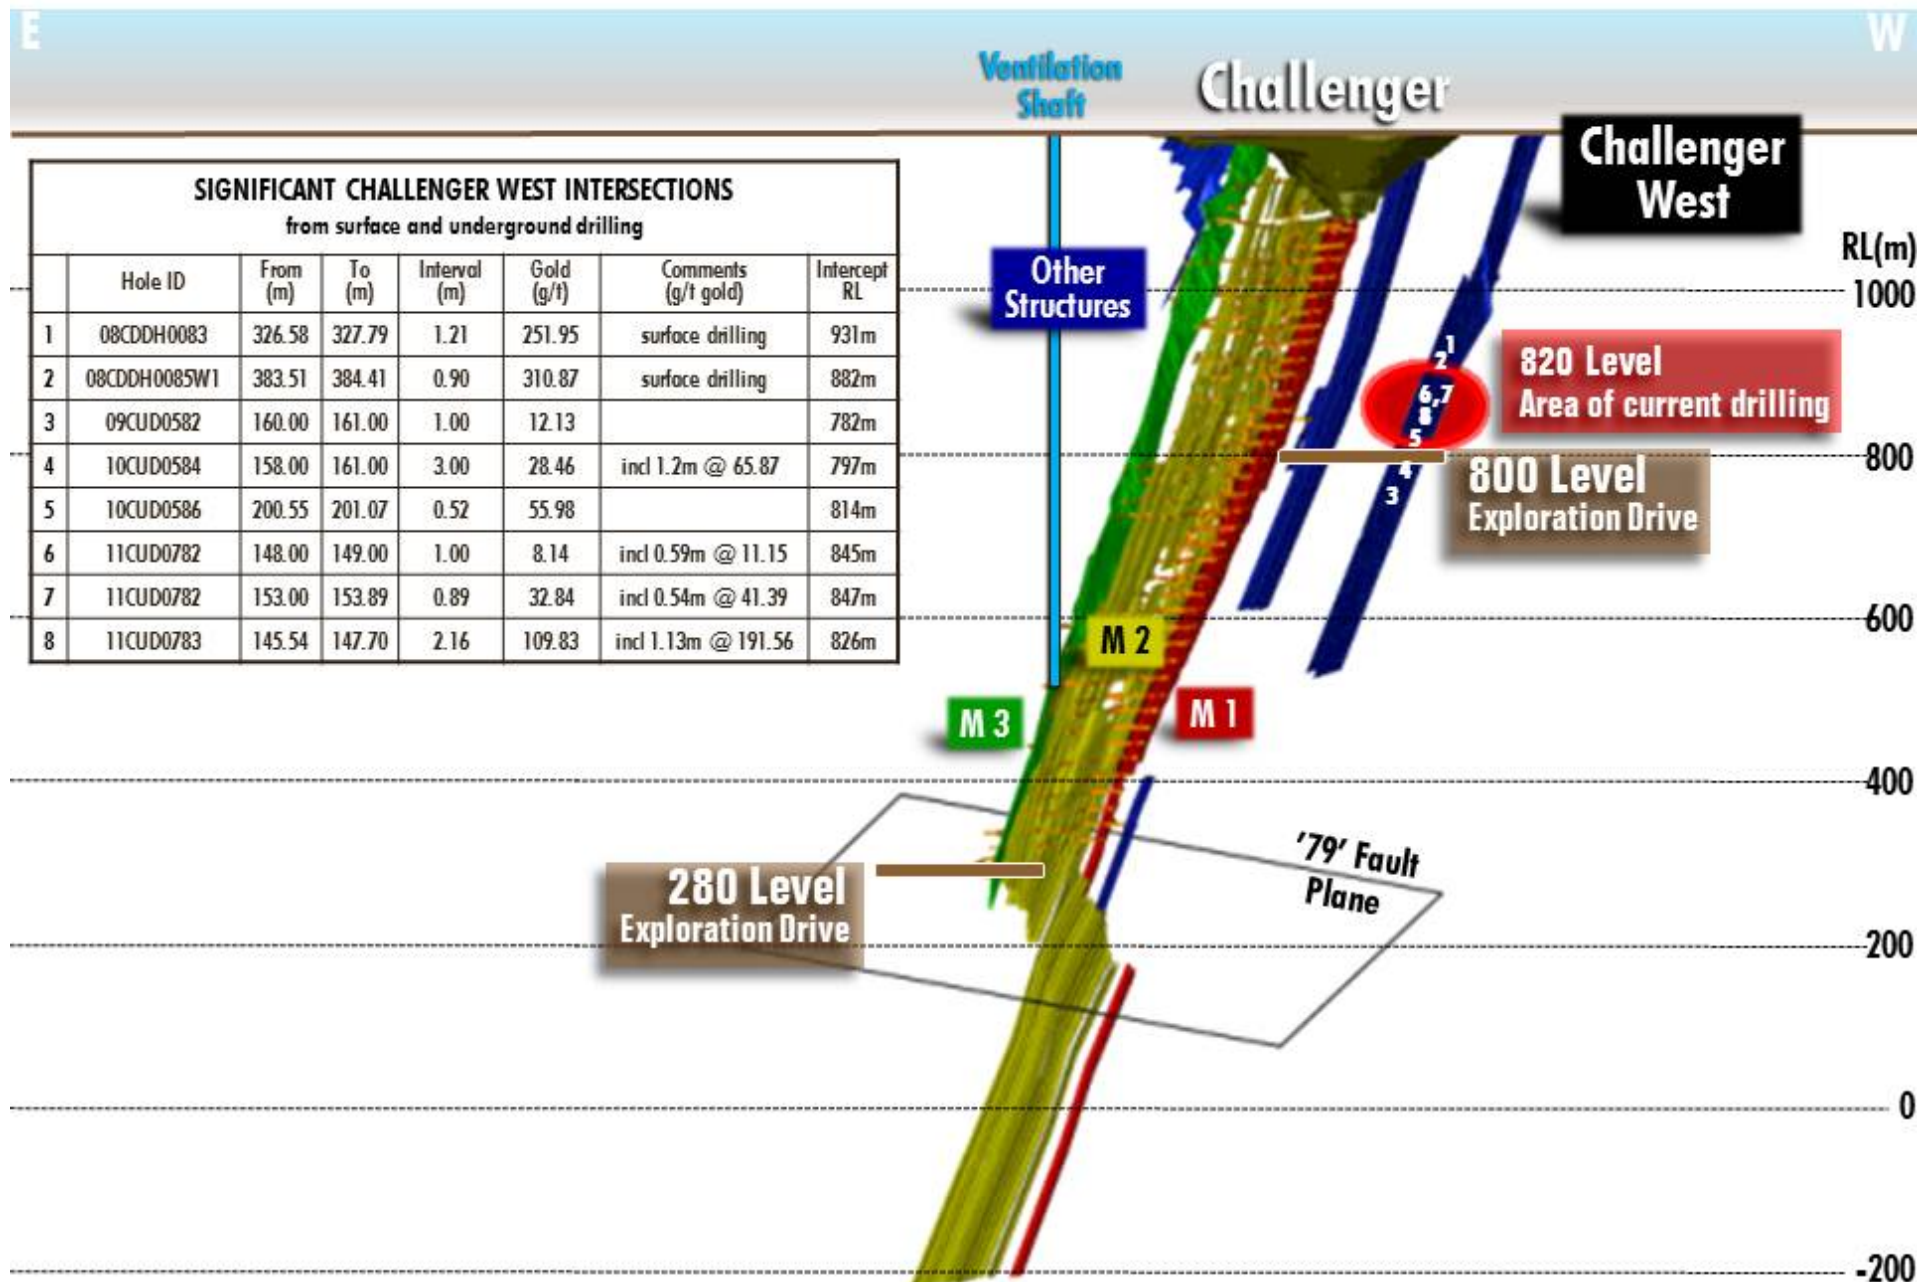 E
W
Ventilation
Shaft
Challenger
Challenger
West
SIGNIFICANT CHALLENGER WEST INTERSECTIONS
from surface and underground drilling
Hole ID From (m) To (m) Interval (m) Gold (g/t) Comments (g/t gold) Intercept RL
1 08CDDH0083 326.58 327.79 1.21 251.95 surface drilling 931m
2 08CDDH0085W1 383.51 384.41 0.90 310.87 surface drilling 882m
3 09CUD0582 160.00 161.00 1.00 12.13 782m
4 10CUD0584 158.00 161.00 3.00 28.46 incl 1.2m @ 65.87 797m
5 10CUD0586 200.55 201.07 0.52 55.98 814m
6 11CUD0782 148.00 149.00 1.00 8.14 incl 0.59m @ 11.15 845m
7 11CUD0782 153.00 153.89 0.89 32.84 incl 0.54m @ 41.39 847m
8 11CUD0783 145.54 147.70 2.16 109.83 incl 1.13m @ 191.56 826m
Other
Structures
RL(m)
1000
1
2
6,7
8
5
4
3
820 Level
Area of current drilling
800
800 Level
Exploration Drive
600
M 2
M 3
M 1
400
'79' Fault
Plane
280 Level
Exploration Drive
200
0
-200